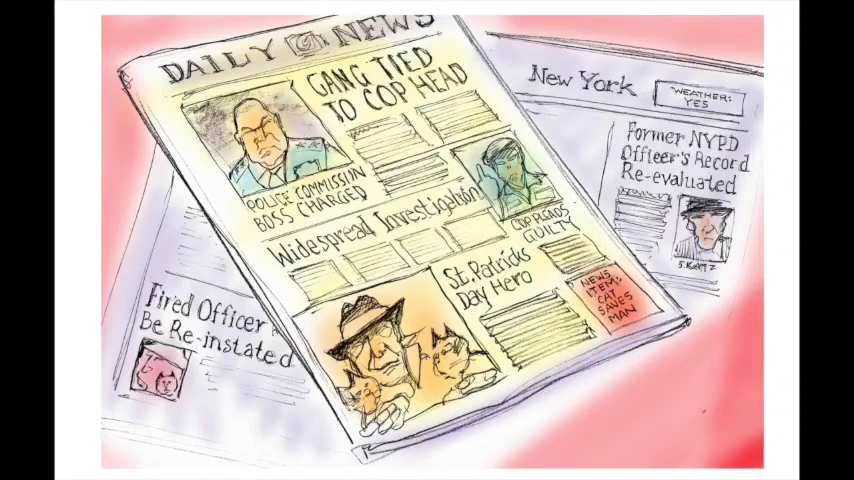 DAILY NEWS
GANG TIED
TO COP HEAD
POLICE COMMISSION
BOSS CHARGED
Widespread Investigation
COP PLEADS
GUILTY
St. Patricks
Day Hero
NEWS
ITEM:
CAT
SAVES
MAN
New York
WEATHER:
YES
Former NYPD
Officer's Record
Re-evaluated
Fired Officer
Be Re-instated